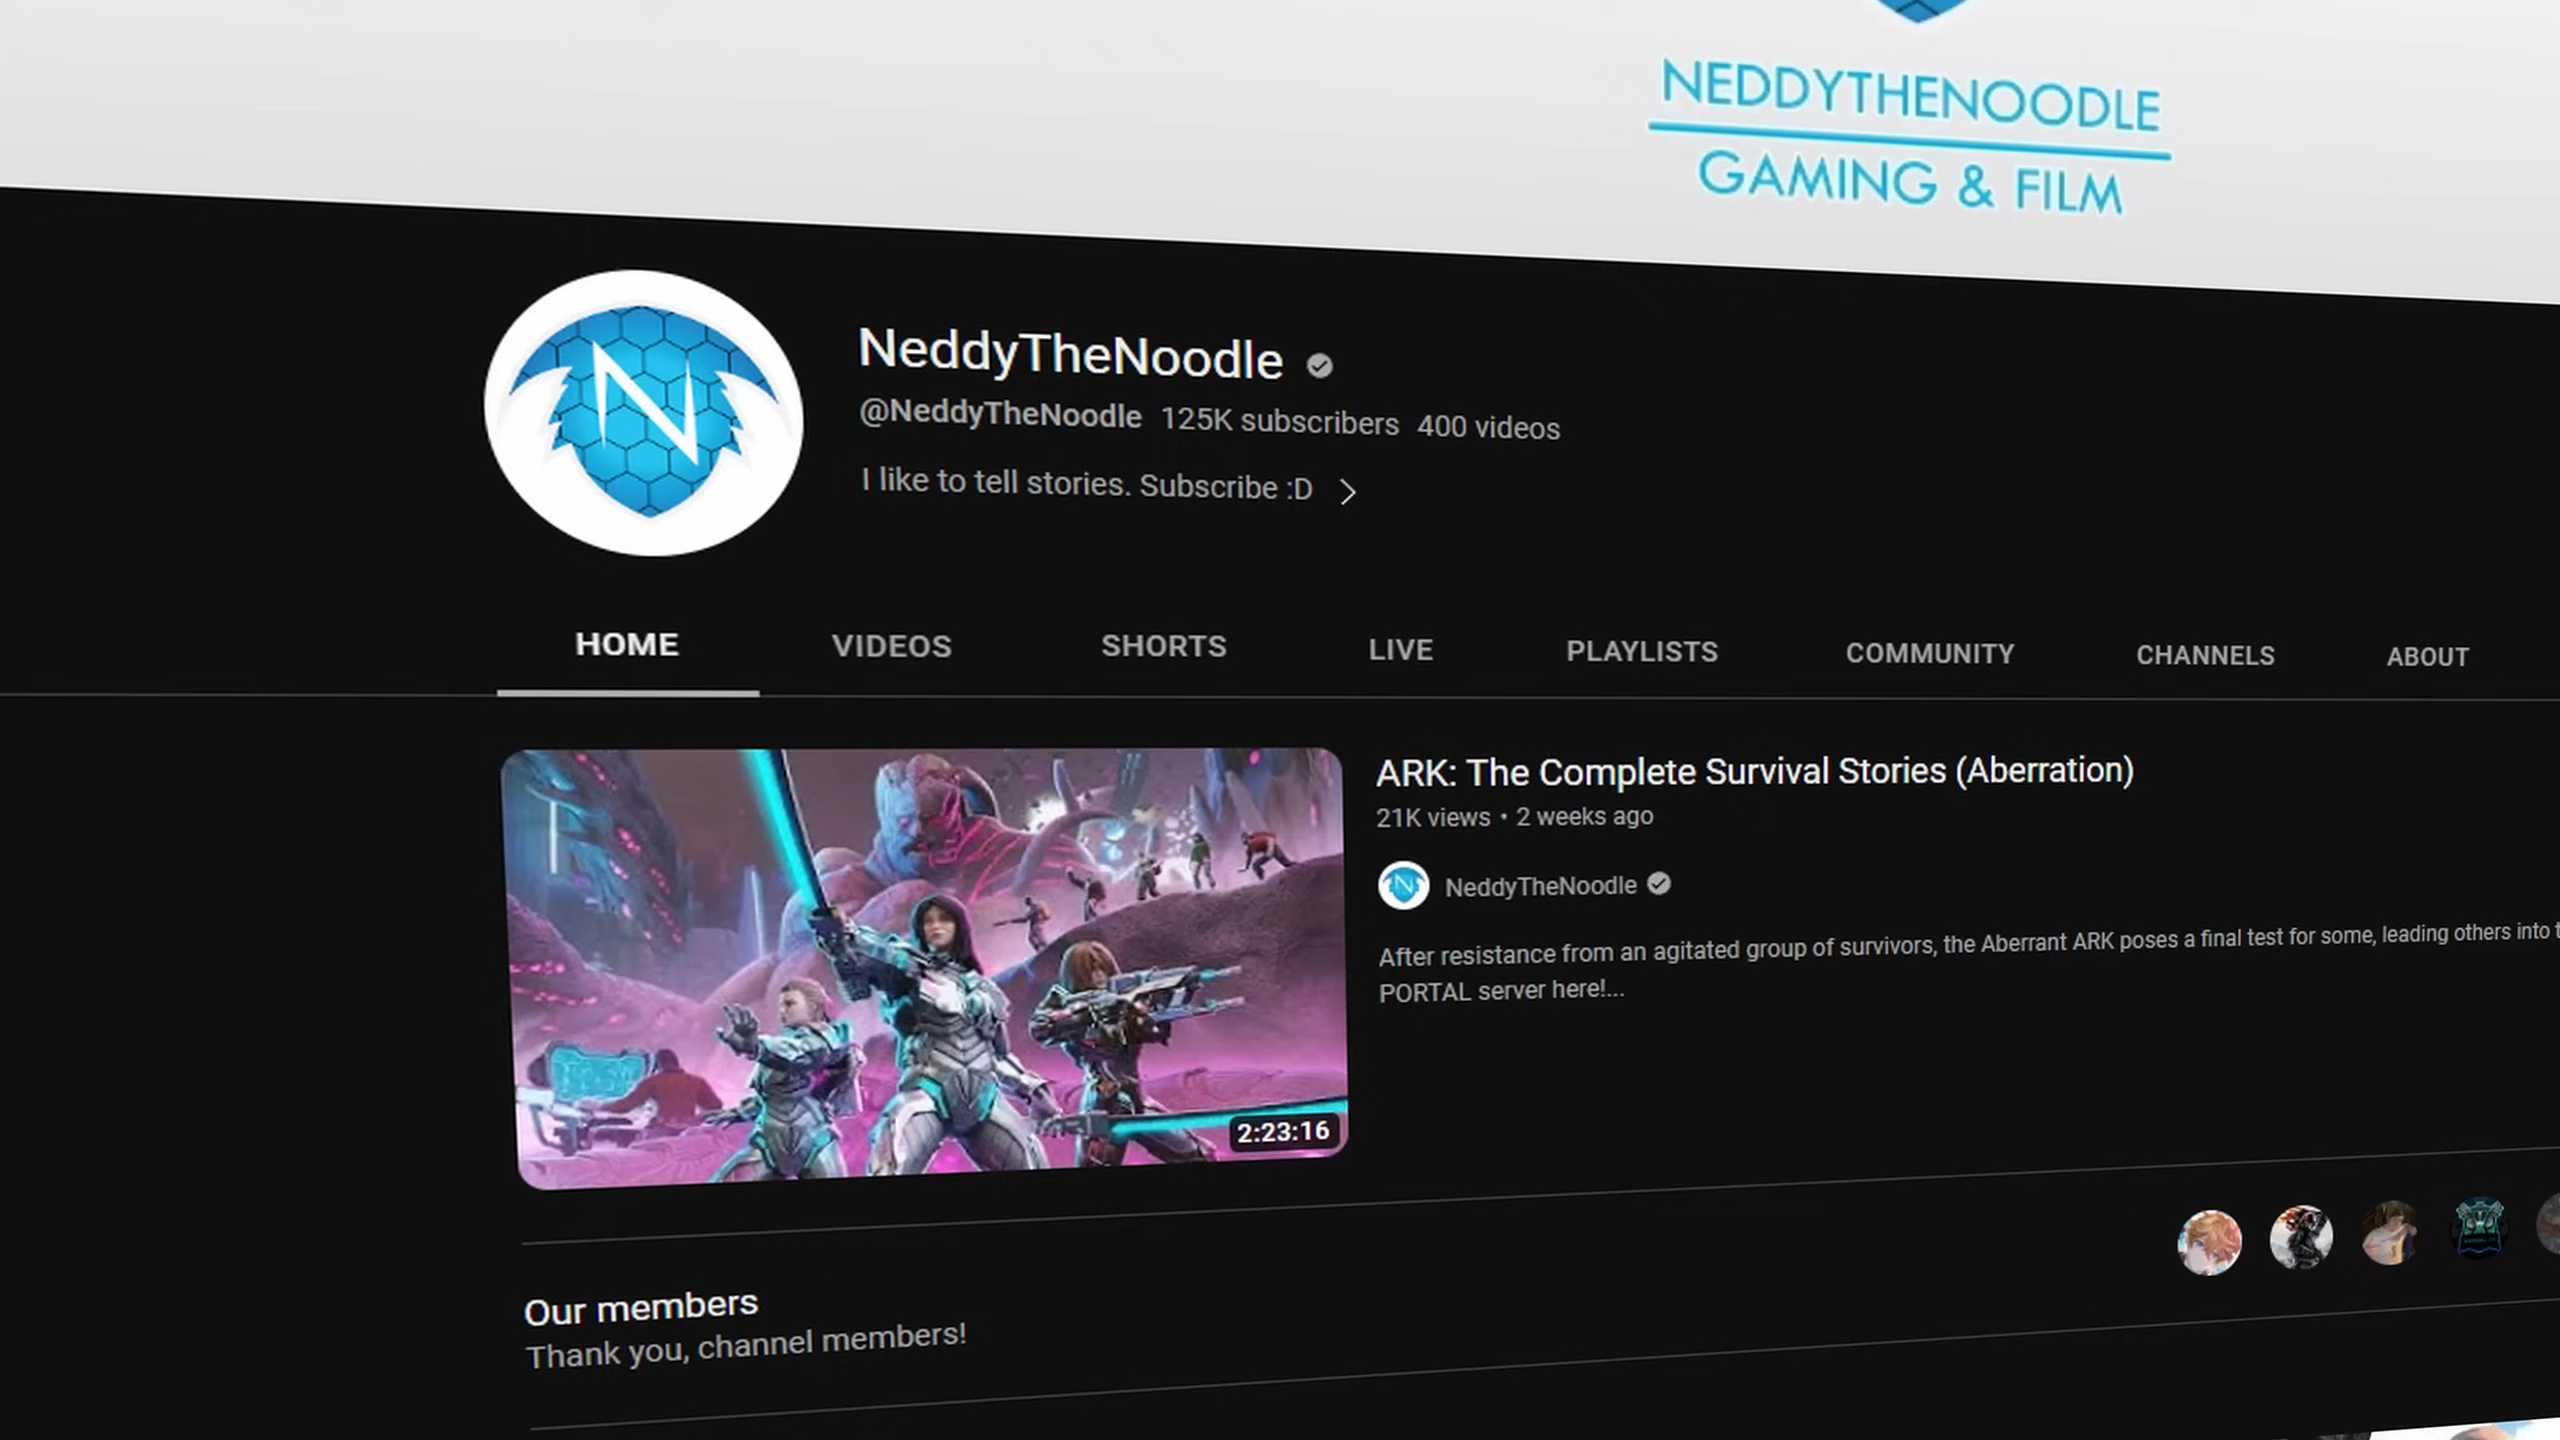 NEDDYTHENOODLE
GAMING & FILM
N
NeddyTheNoodle
@NeddyTheNoodle 125K subscribers 400 videos
I like to tell stories. Subscribe :D
HOME VIDEOS SHORTS LIVE PLAYLISTS COMMUNITY CHANNELS ABOUT
ARK: The Complete Survival Stories (Aberration)
21K views • 2 weeks ago
N NeddyTheNoodle
After resistance from an agitated group of survivors, the Aberrant ARK poses a final test for some, leading others into
PORTAL server here!...
2:23:16
Our members
Thank you, channel members!